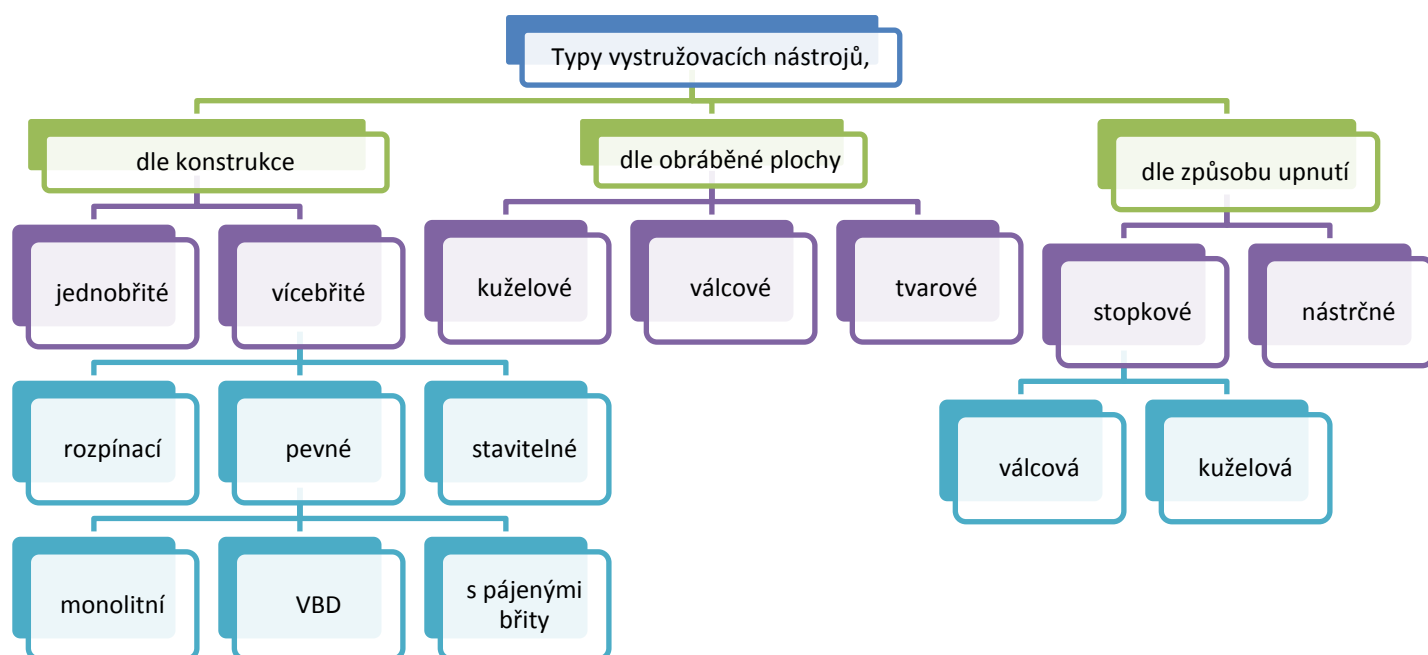 Typy vystružovacích nástrojů,
dle konstrukce
dle obráběné plochy
dle způsobu upnutí
jednobřité
vícebřité
kuželové
válcové
tvarové
stopkové
nástrčné
rozpínací
pevné
stavitelné
válcová
kuželová
monolitní
VBD
s pájenými
břity